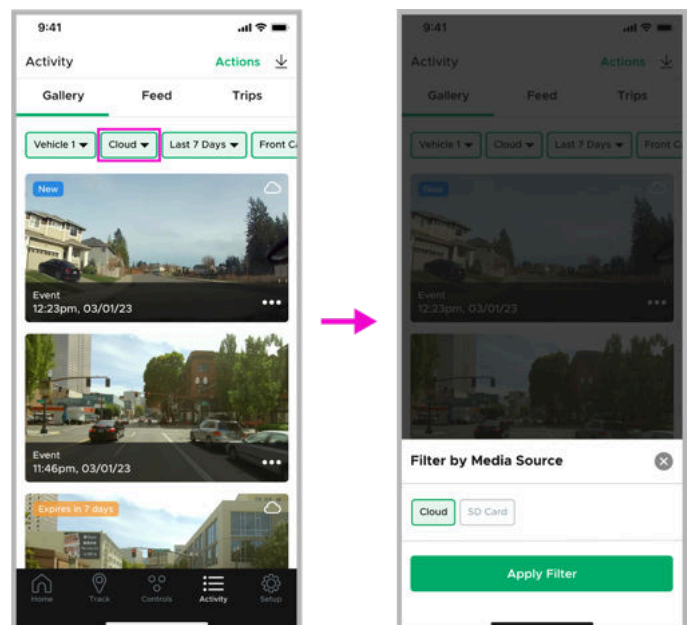 9:41
Activity
Actions
Gallery Feed Trips
Vehicle 1 Cloud Last 7 Days Front Ca
New
Event
12:23pm, 03/01/23
Event
11:46pm, 03/01/23
Expires in 7 days
Home Track Controls Activity Setup
9:41
Activity
Actions
Gallery Feed Trips
Vehicle 1 Cloud Last 7 Days Front C
New
Event
12:23pm, 03/01/23
Filter by Media Source
Cloud SD Card
Apply Filter